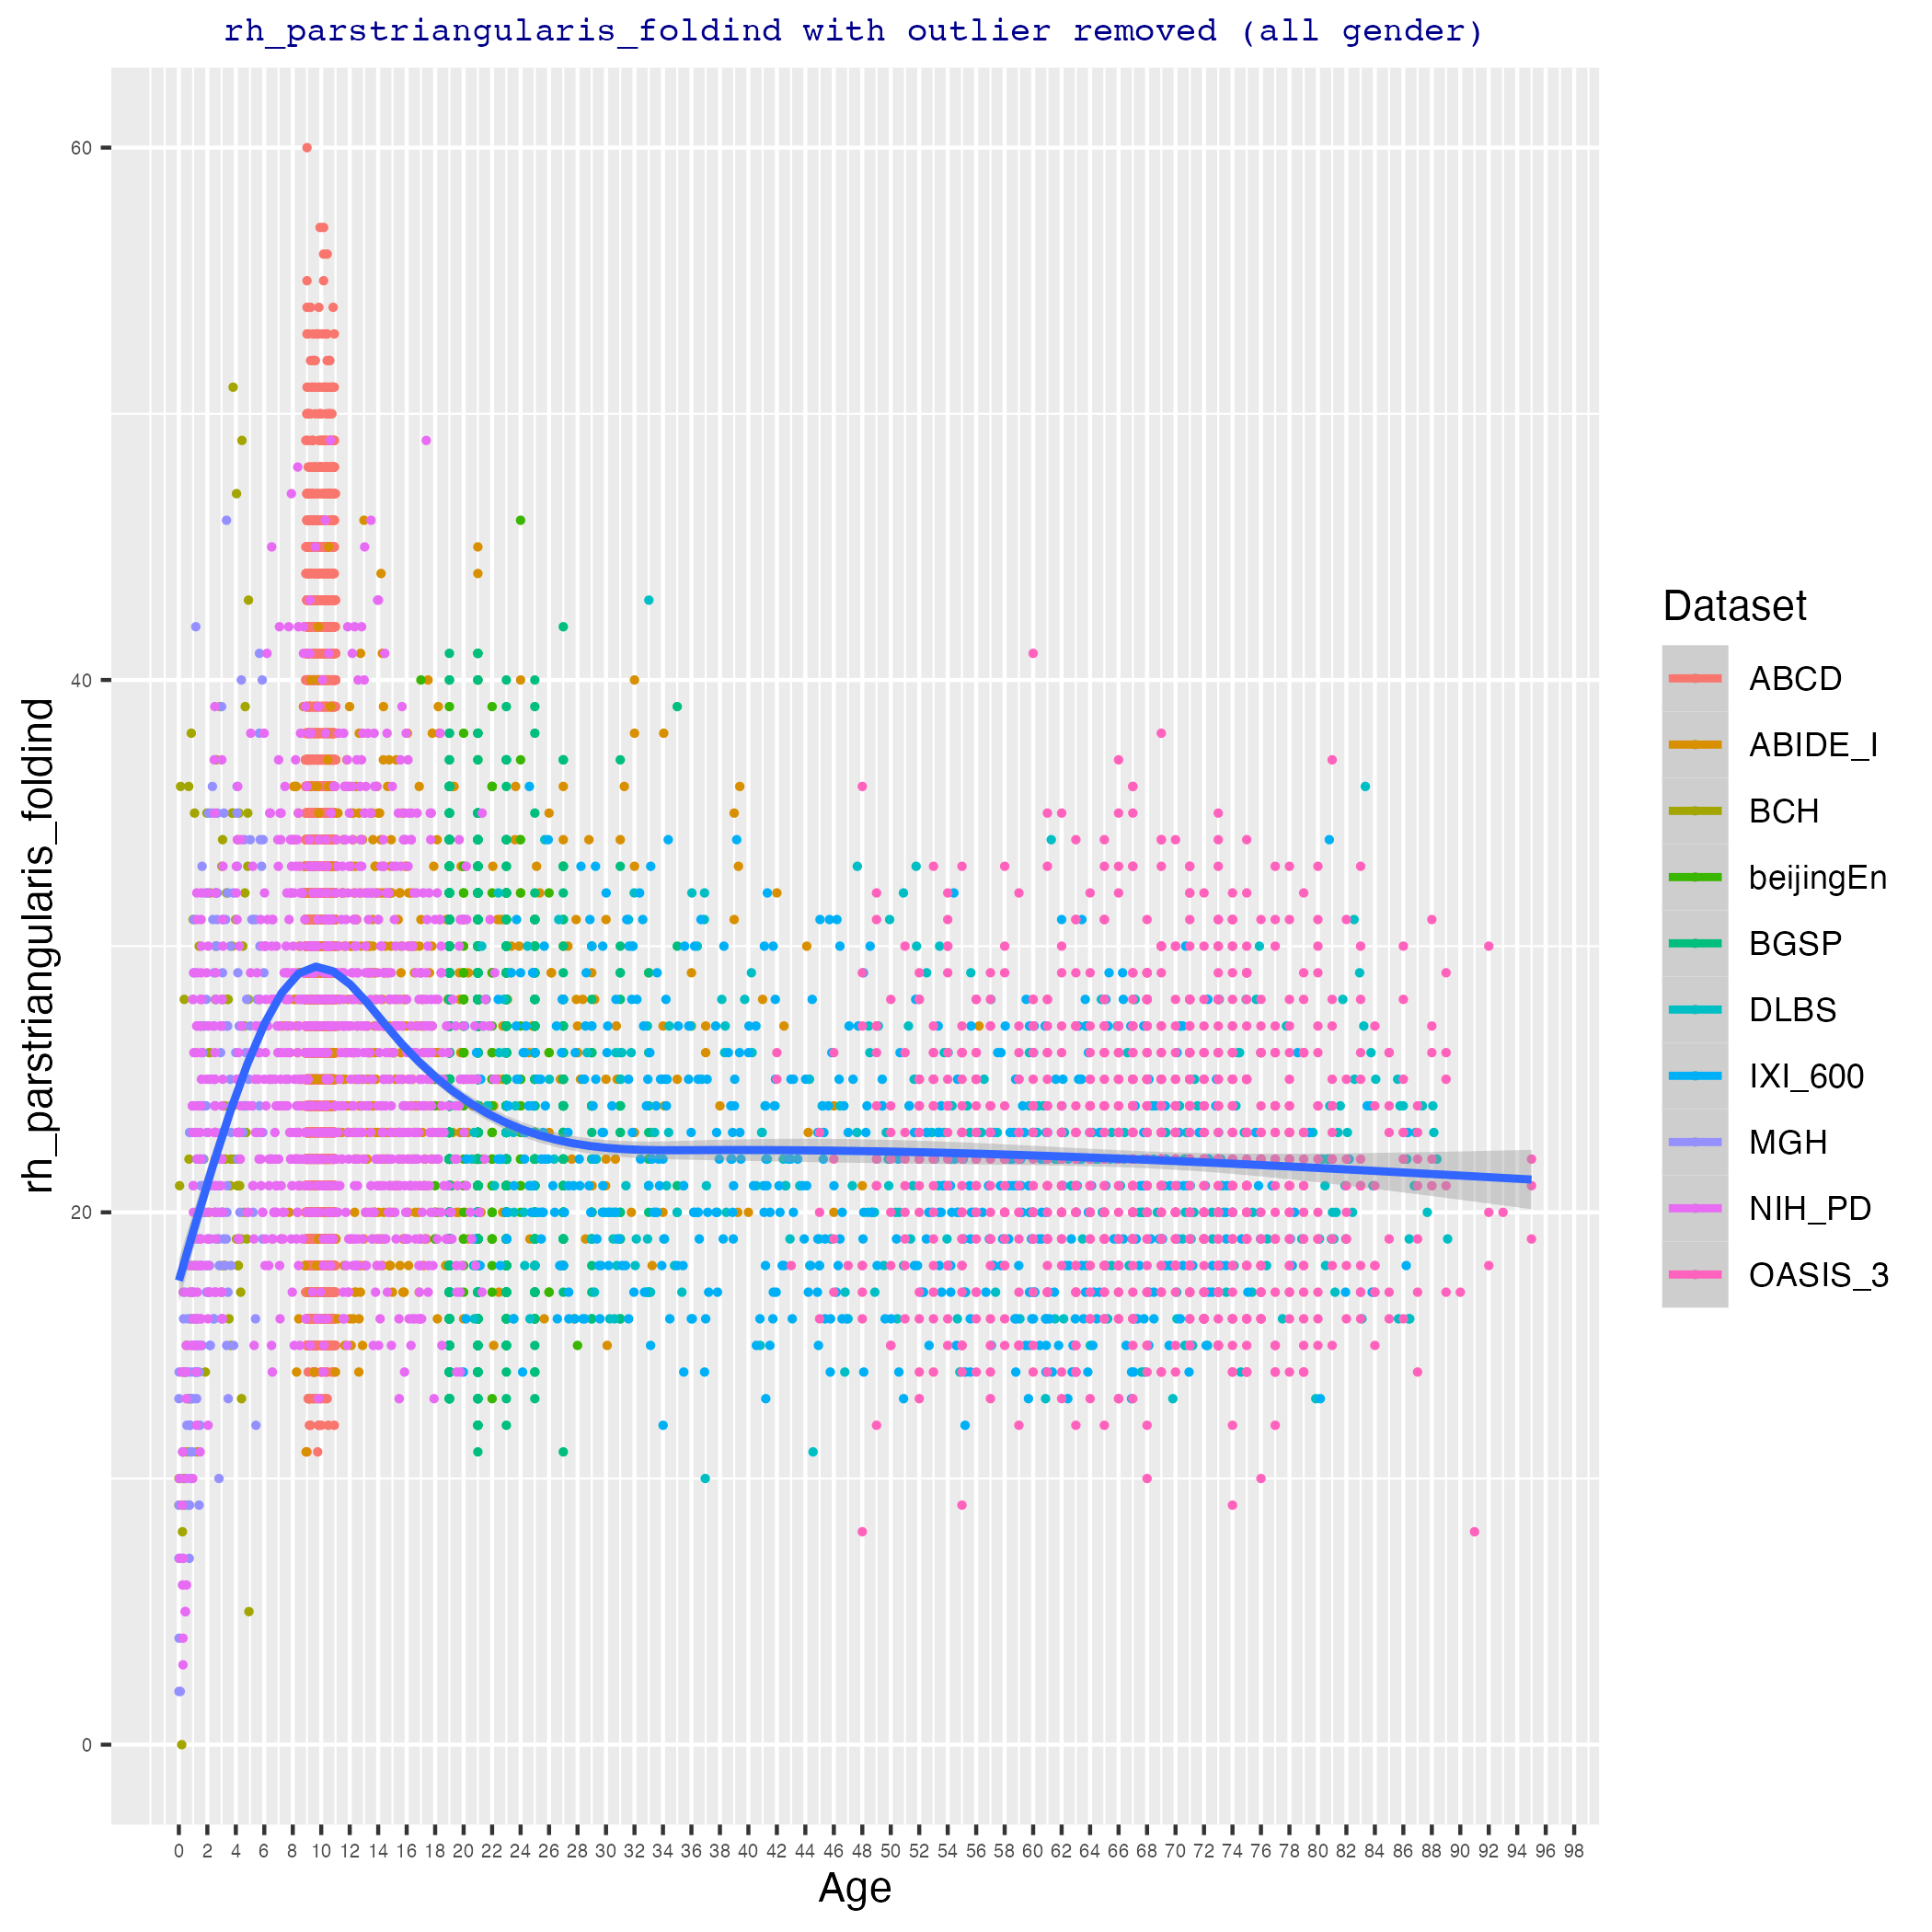 rh_parstriangularis_foldind with outlier removed (all gender)
rh_parstriangularis_foldind
60
40
20
0
0 2 4 6 8 10 12 14 16 18 20 22 24 26 28 30 32 34 36 38 40 42 44 46 48 50 52 54 56 58 60 62 64 66 68 70 72 74 76 78 80 82 84 86 88 90 92 94 96 98
Age
Dataset
ABCD
ABIDE_I
BCH
beijingEn
BGSP
DLBS
IXI_600
MGH
NIH_PD
OASIS_3